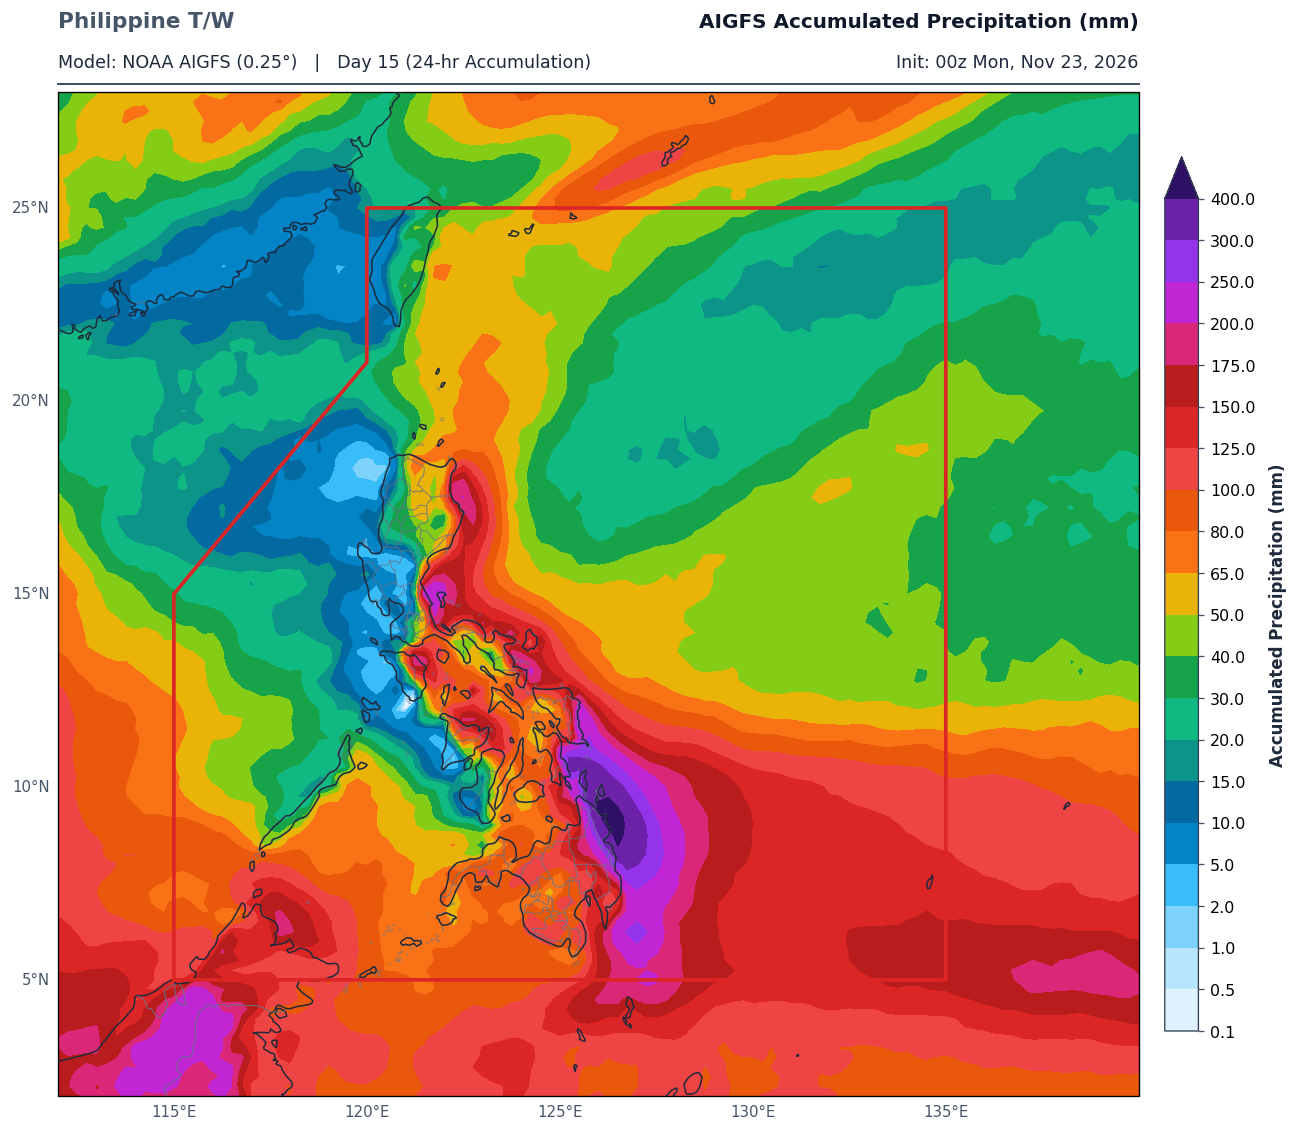 Philippine T/W
AIGFS Accumulated Precipitation (mm)
Model: NOAA AIGFS (0.25°)   |   Day 15 (24-hr Accumulation)
Init: 00z Mon, Nov 23, 2026
25°N
20°N
15°N
10°N
5°N
115°E
120°E
125°E
130°E
135°E
400.0
300.0
250.0
200.0
175.0
150.0
125.0
100.0
80.0
65.0
50.0
40.0
30.0
20.0
15.0
10.0
5.0
2.0
1.0
0.5
0.1
Accumulated Precipitation (mm)